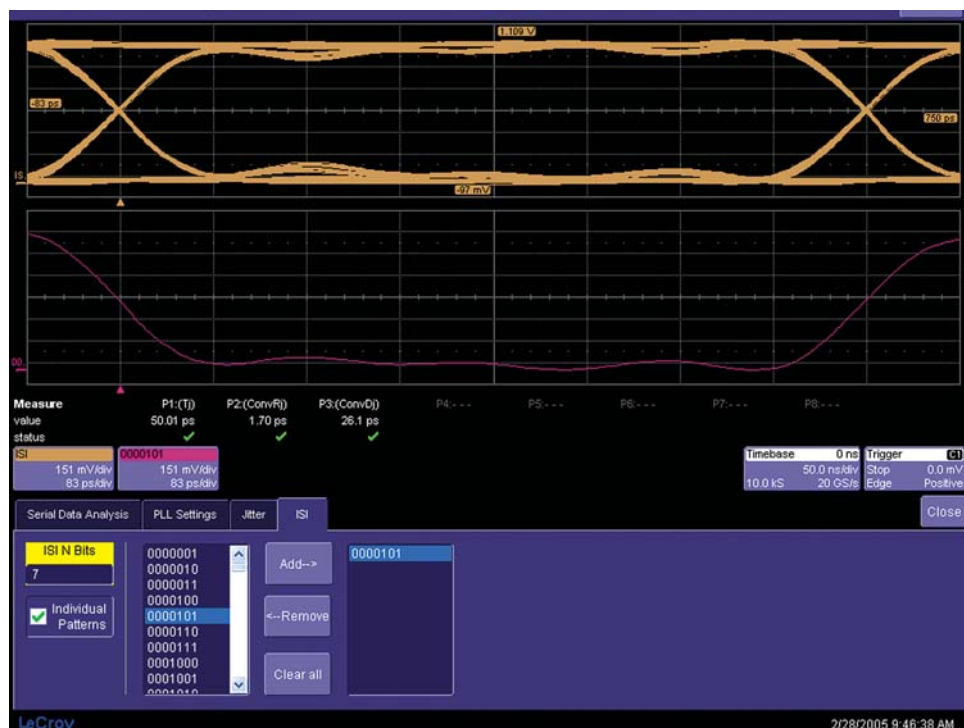 1.109 V
-83 ps
750 ps
IS
-97 mV
00
Measure P1:(Tj) P2:(ConvRj) P3:(ConvDj) P4:--- P5:--- P6:--- P7:--- P8:---
value 50.01 ps 1.70 ps 26.1 ps
status
ISI
151 mV/div
83 ps/div
0000101
151 mV/div
83 ps/div
Timebase 0 ns
50.0 ns/div
10.0 kS 20 GS/s
Trigger C1
Stop 0.0 mV
Edge Positive
Serial Data Analysis PLL Settings Jitter ISI Close
ISI N Bits
7
Individual
Patterns
0000001
0000010
0000011
0000100
0000101
0000110
0000111
0001000
0001001
0001010
Add-->
<--Remove
Clear all
0000101
LeCroy
2/28/2005 9:46:38 AM